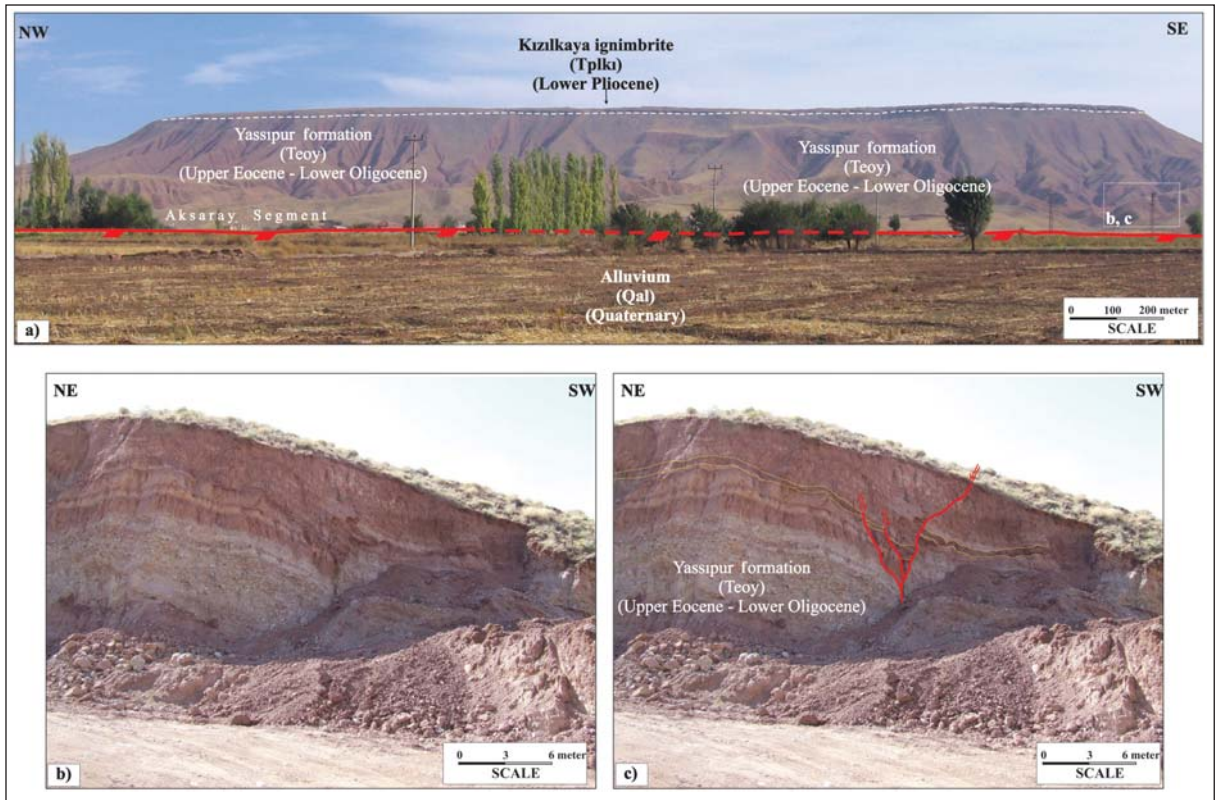 NW
SE
Kızılkaya ignimbrite
(Tplkı)
(Lower Pliocene)
Yassıpur formation
(Teoy)
(Upper Eocene - Lower Oligocene)
Yassıpur formation
(Teoy)
(Upper Eocene - Lower Oligocene)
Aksaray Segment
b, c
Alluvium
(Qal)
(Quaternary)
0 100 200 meter
SCALE
a)
NE
SW
0 3 6 meter
SCALE
b)
NE
SW
Yassıpur formation
(Teoy)
(Upper Eocene - Lower Oligocene)
0 3 6 meter
SCALE
c)